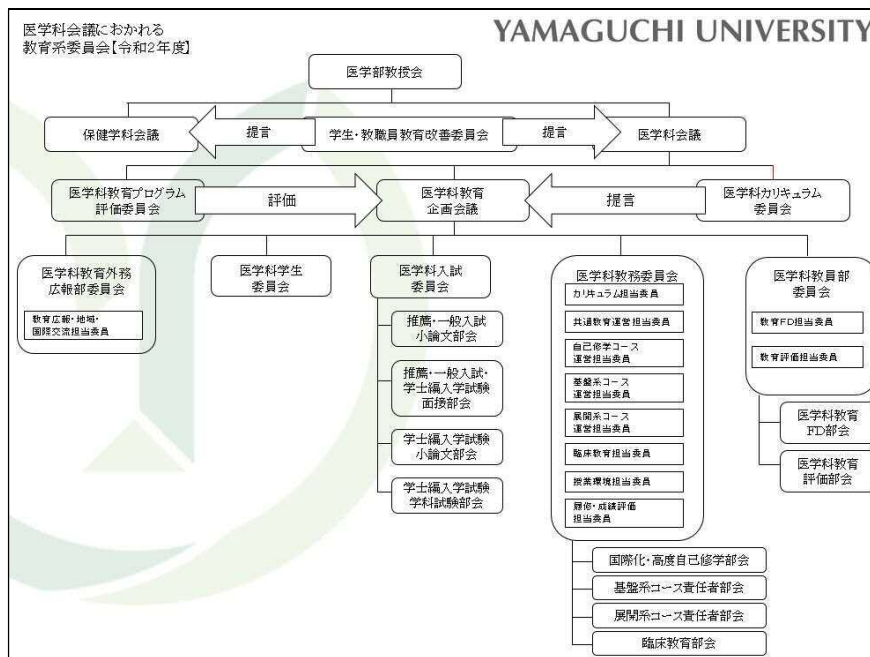 医学科会議におかれる
教育系委員会【令和2年度】
YAMAGUCHI UNIVERSITY
医学部教授会
保健学科会議
提言
学生・教職員教育改善委員会
提言
医学科会議
医学科教育プログラム
評価委員会
評価
医学科教育
企画会議
提言
医学科カリキュラム
委員会
医学科教育外務
広報部委員会
教育広報・地域・
国際交流担当委員
医学科学生
委員会
医学科入試
委員会
推薦・一般入試
小論文部会
推薦・一般入試・
学士編入学試験
面接部会
学士編入学試験
小論文部会
学士編入学試験
学科試験部会
医学科教務委員会
カリキュラム担当委員
共通教育運営担当委員
自己修学コース
運営担当委員
基盤系コース
運営担当委員
展開系コース
運営担当委員
臨床教育担当委員
授業環境担当委員
履修・成績評価
担当委員
国際化・高度自己修学部会
基盤系コース責任者部会
展開系コース責任者部会
臨床教育部会
医学科教員部
委員会
教育FD担当委員
教育評価担当委員
医学科教育
FD部会
医学科教育
評価部会